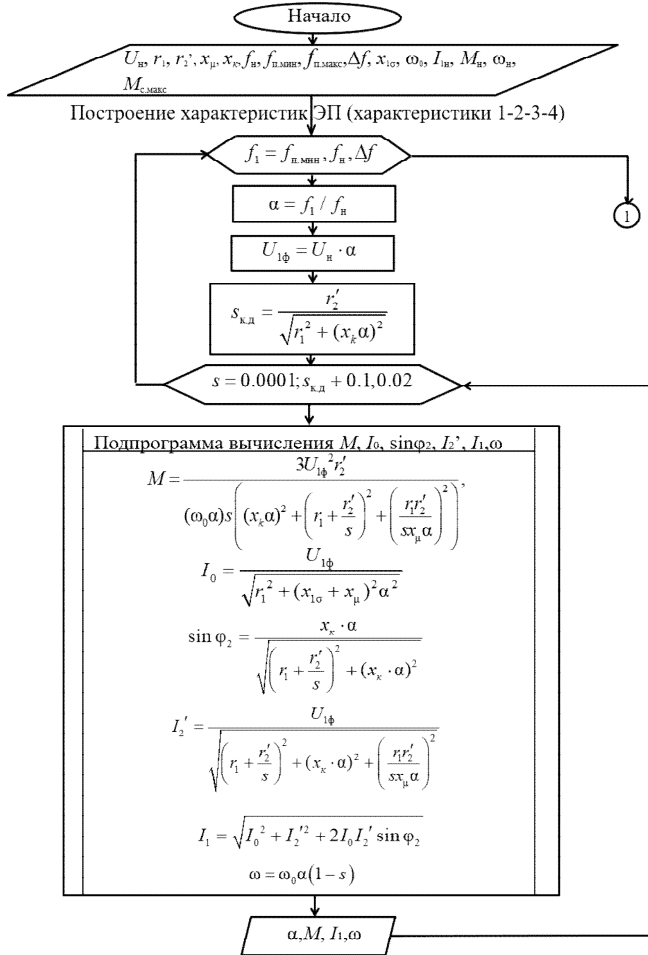 Начало
Uн, r₁, r₂’, xμ, xк, fн, fп.мин, fп.макс, Δf, x₁σ, ω₀, I₁н, Mн, ωн,
Mс.макс
Построение характеристик ЭП (характеристики 1-2-3-4)
f₁ = fп.мин, fн, Δf
α = f₁ / fн
1
U₁ф = Uн · α
sк.д = r₂′ / √(r₁² + (xₖα)²)
s = 0.0001; sк.д + 0.1, 0.02
Подпрограмма вычисления M, I₀, sinφ₂, I₂’, I₁,ω
M = 3U₁ф² r₂′ / ((ω₀α)s((xₖα)² + (r₁ + r₂′/s)² + (r₁r₂′/(sxμα))²)),
I₀ = U₁ф / √(r₁² + (x₁σ + xμ)²α²)
sin φ₂ = xк · α / √((r₁ + r₂′/s)² + (xк · α)²)
I₂′ = U₁ф / √((r₁ + r₂′/s)² + (xк · α)² + (r₁r₂′/(sxμα))²)
I₁ = √(I₀² + I₂′² + 2I₀I₂′ sin φ₂)
ω = ω₀α(1 − s)
α,M, I₁,ω